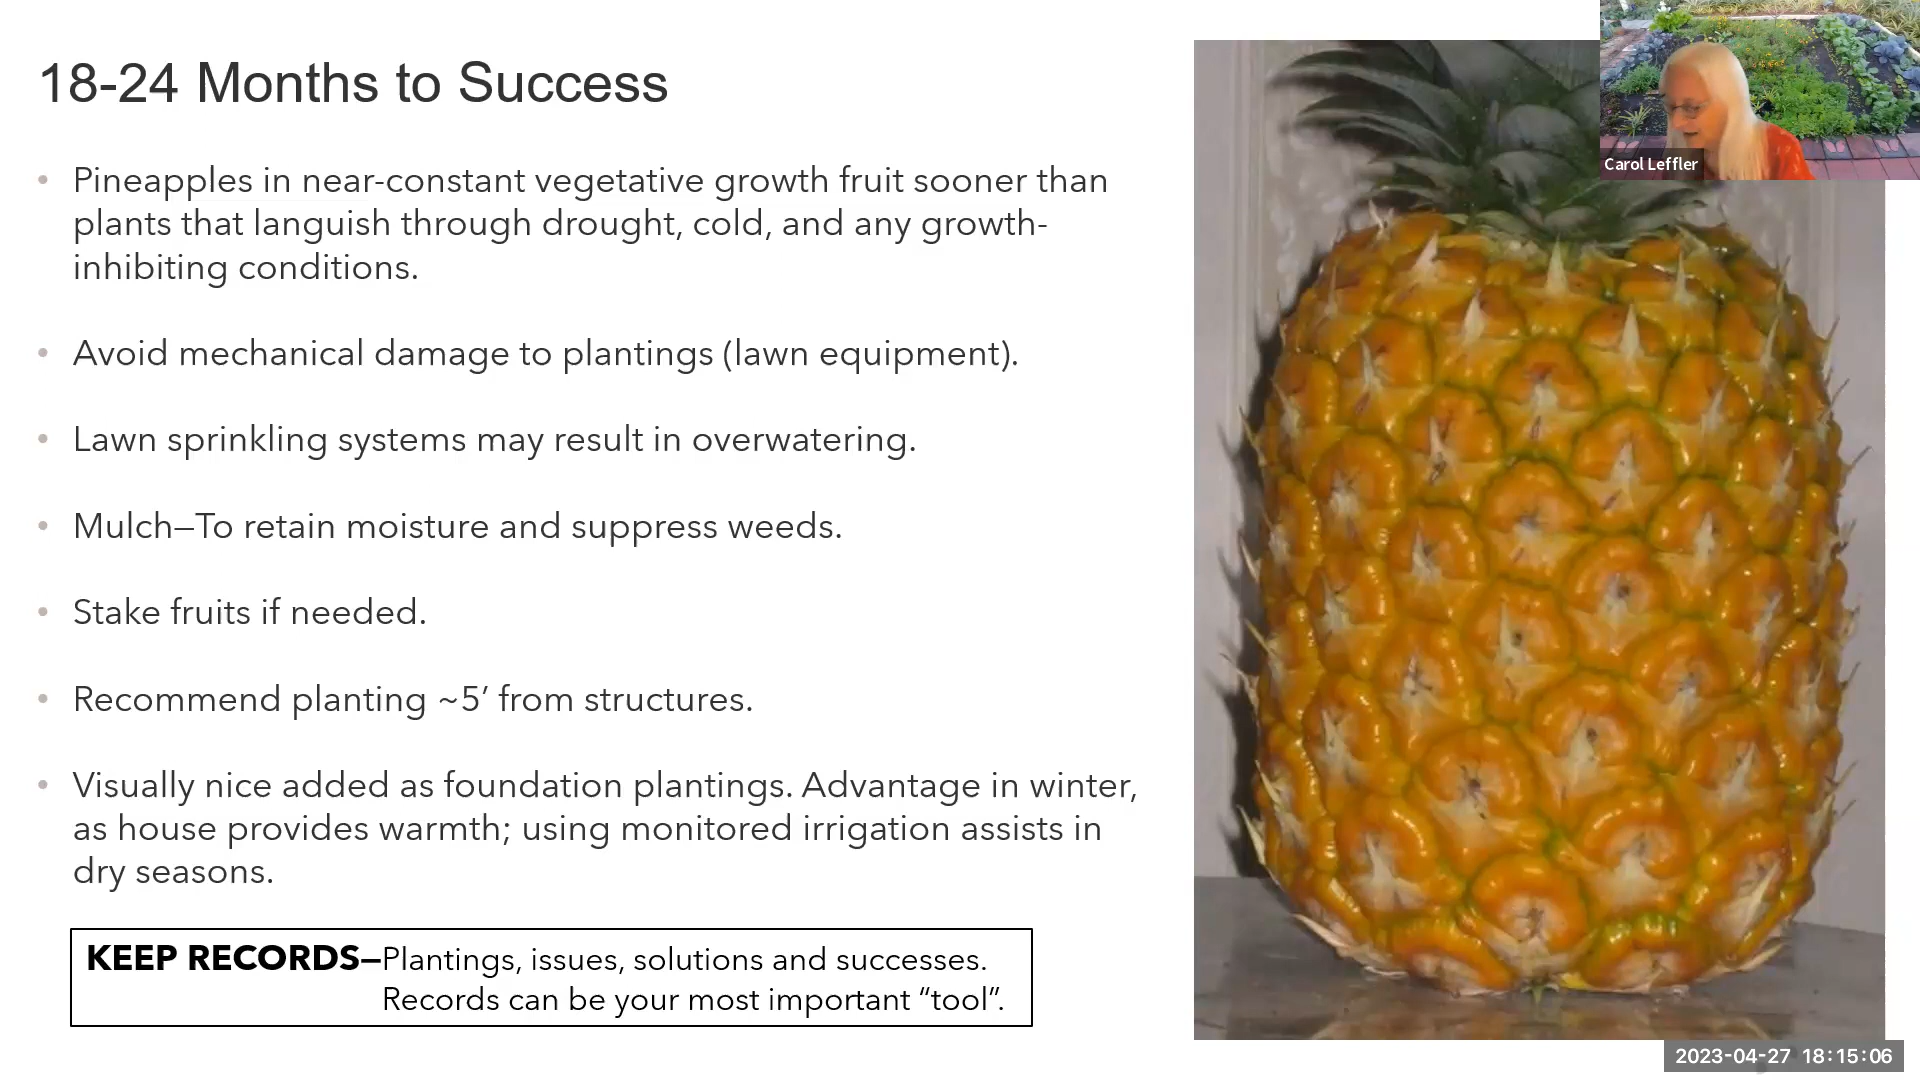 18-24 Months to Success
Carol Leffler
• Pineapples in near-constant vegetative growth fruit sooner than
plants that languish through drought, cold, and any growth-
inhibiting conditions.
• Avoid mechanical damage to plantings (lawn equipment).
• Lawn sprinkling systems may result in overwatering.
• Mulch—To retain moisture and suppress weeds.
• Stake fruits if needed.
• Recommend planting ~5’ from structures.
• Visually nice added as foundation plantings. Advantage in winter,
as house provides warmth; using monitored irrigation assists in
dry seasons.
KEEP RECORDS—Plantings, issues, solutions and successes.
Records can be your most important “tool”.
2023-04-27 18:15:06